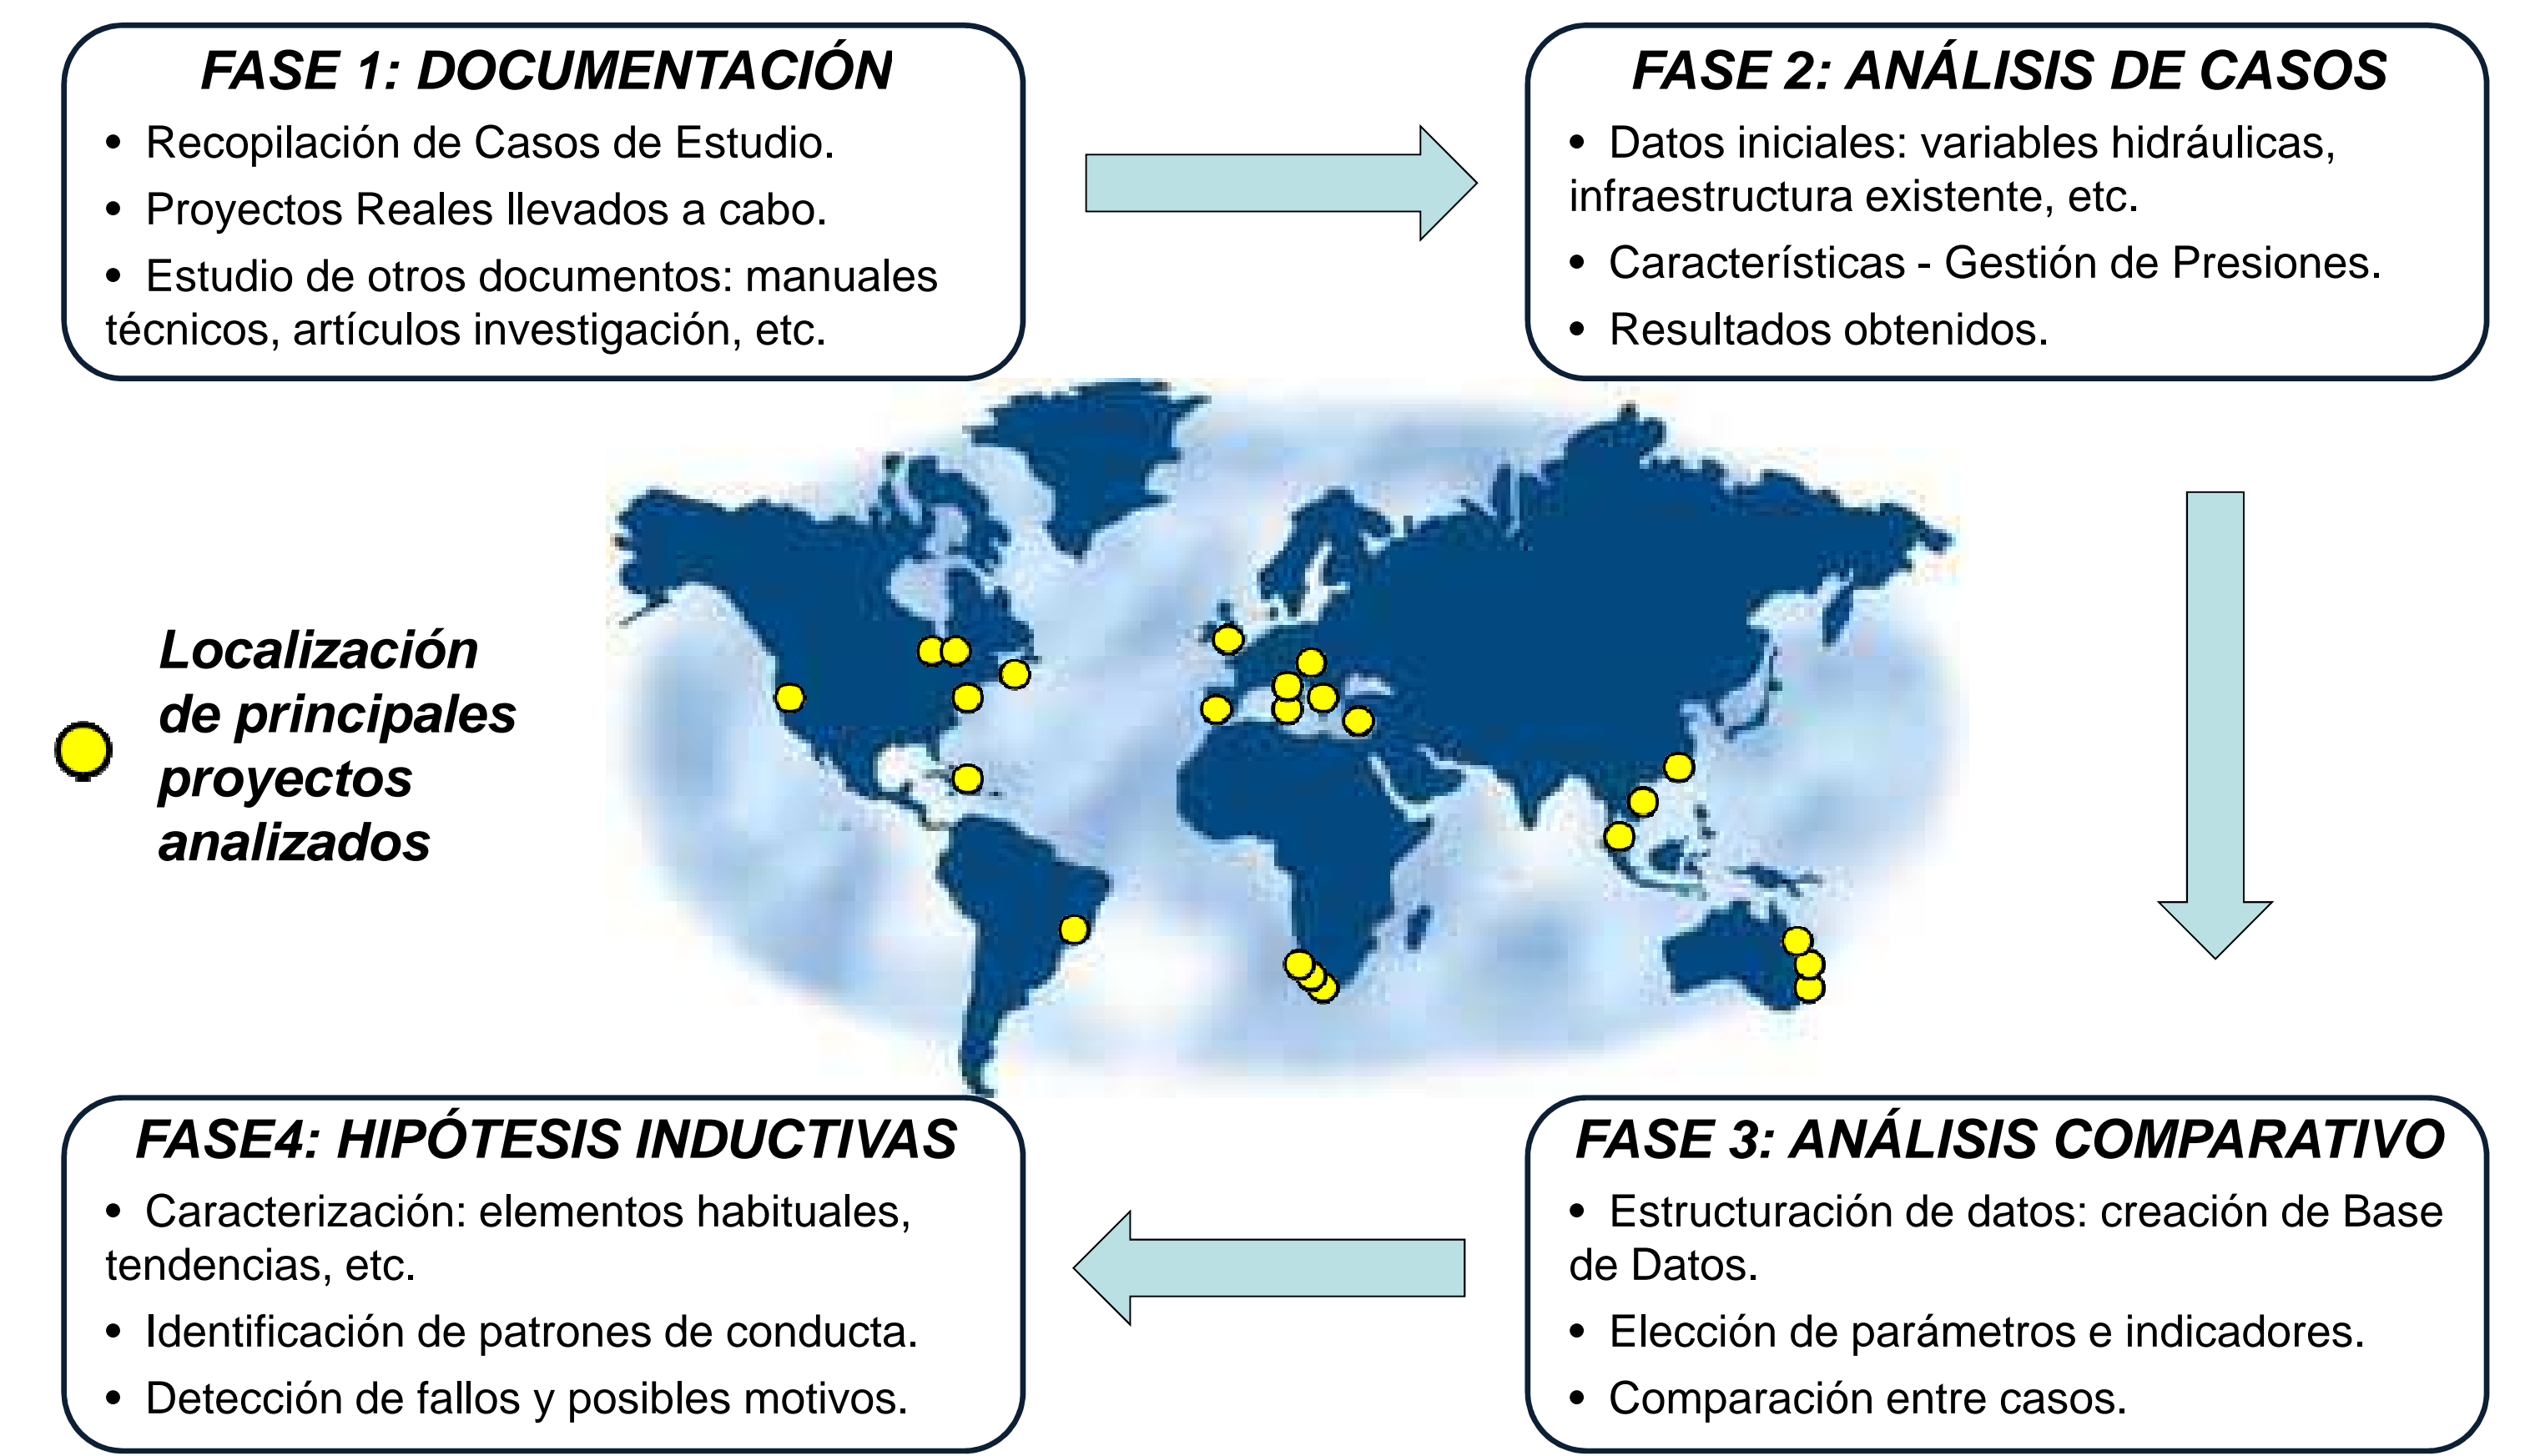 FASE 1: DOCUMENTACIÓN
• Recopilación de Casos de Estudio.
• Proyectos Reales llevados a cabo.
• Estudio de otros documentos: manuales
técnicos, artículos investigación, etc.
FASE 2: ANÁLISIS DE CASOS
• Datos iniciales: variables hidráulicas,
infraestructura existente, etc.
• Características - Gestión de Presiones.
• Resultados obtenidos.
Localización
de principales
proyectos
analizados
FASE4: HIPÓTESIS INDUCTIVAS
• Caracterización: elementos habituales,
tendencias, etc.
• Identificación de patrones de conducta.
• Detección de fallos y posibles motivos.
FASE 3: ANÁLISIS COMPARATIVO
• Estructuración de datos: creación de Base
de Datos.
• Elección de parámetros e indicadores.
• Comparación entre casos.